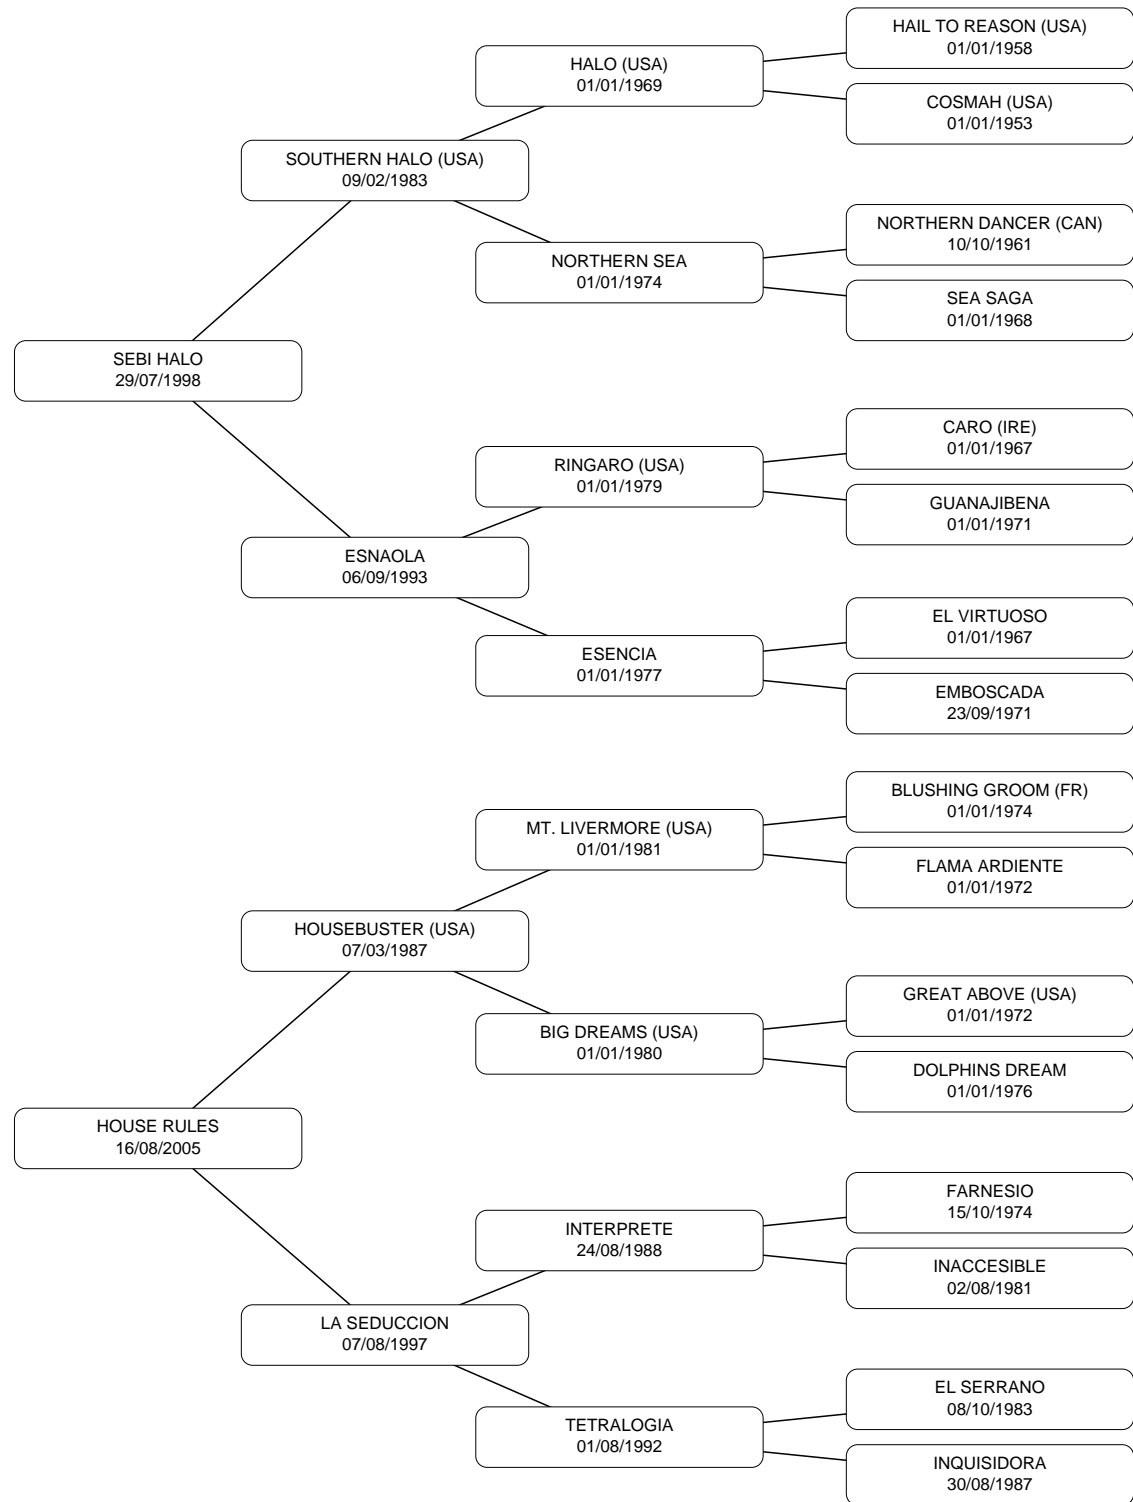 HAIL TO REASON (USA)
01/01/1958
HALO (USA)
01/01/1969
COSMAH (USA)
01/01/1953
SOUTHERN HALO (USA)
09/02/1983
NORTHERN DANCER (CAN)
10/10/1961
NORTHERN SEA
01/01/1974
SEA SAGA
01/01/1968
SEBI HALO
29/07/1998
CARO (IRE)
01/01/1967
RINGARO (USA)
01/01/1979
GUANAJIBENA
01/01/1971
ESNAOLA
06/09/1993
EL VIRTUOSO
01/01/1967
ESENCIA
01/01/1977
EMBOSCADA
23/09/1971
BLUSHING GROOM (FR)
01/01/1974
MT. LIVERMORE (USA)
01/01/1981
FLAMA ARDIENTE
01/01/1972
HOUSEBUSTER (USA)
07/03/1987
GREAT ABOVE (USA)
01/01/1972
BIG DREAMS (USA)
01/01/1980
DOLPHINS DREAM
01/01/1976
HOUSE RULES
16/08/2005
FARNESIO
15/10/1974
INTERPRETE
24/08/1988
INACCESIBLE
02/08/1981
LA SEDUCCION
07/08/1997
EL SERRANO
08/10/1983
TETRALOGIA
01/08/1992
INQUISIDORA
30/08/1987